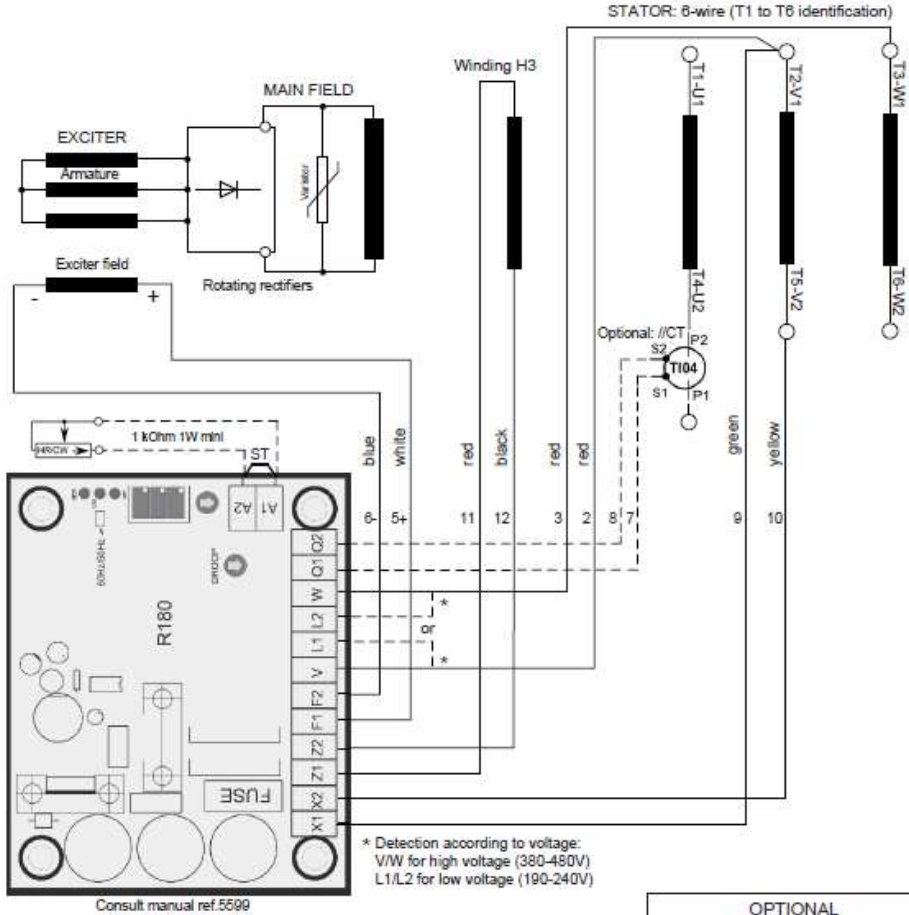 STATOR: 6-wire (T1 to T6 identification)
Winding H3
MAIN FIELD
EXCITER
Armature
Varistor
Exciter field
- +
Rotating rectifiers
T1-U1
T2-V1
T3-W1
T4-U2
T5-V2
T6-W2
Optional: //CT
P2
S2
TI04
S1
P1
1 kOhm 1W mini
ST
blue
white
red
black
red
red
green
yellow
6-
5+
11
12
3
2
8
7
9
10
A2
A1
DROOP
R180
FUSE
Q2
Q1
W
L2
L1
V
F2
F1
Z2
Z1
X2
X1
*
or
*
* Detection according to voltage:
V/W for high voltage (380-480V)
L1/L2 for low voltage (190-240V)
Consult manual ref.5599
OPTIONAL